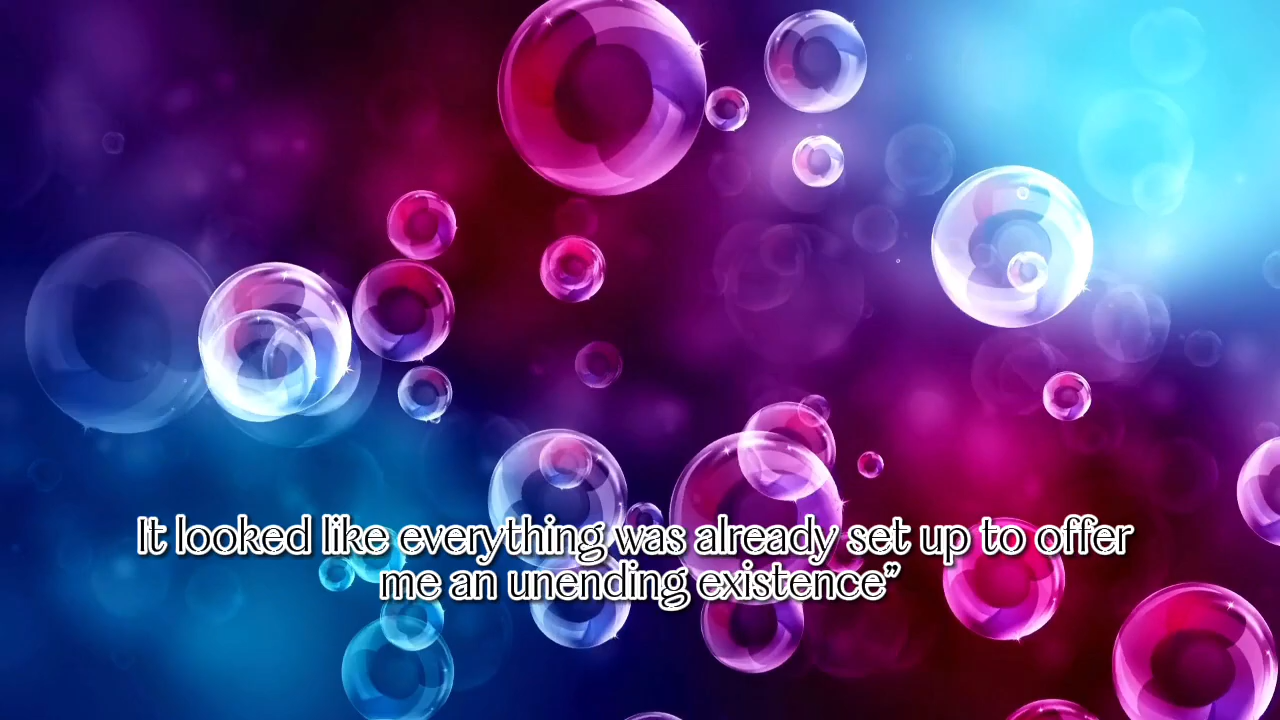 It looked like everything was already set up to offer
me an unending existence”